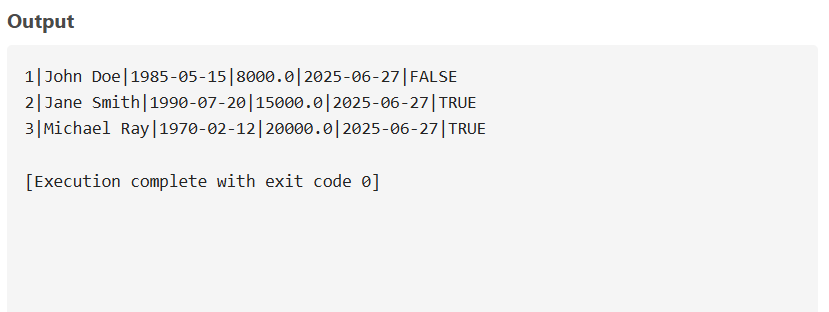 Output
1|John Doe|1985-05-15|8000.0|2025-06-27|FALSE
2|Jane Smith|1990-07-20|15000.0|2025-06-27|TRUE
3|Michael Ray|1970-02-12|20000.0|2025-06-27|TRUE
[Execution complete with exit code 0]